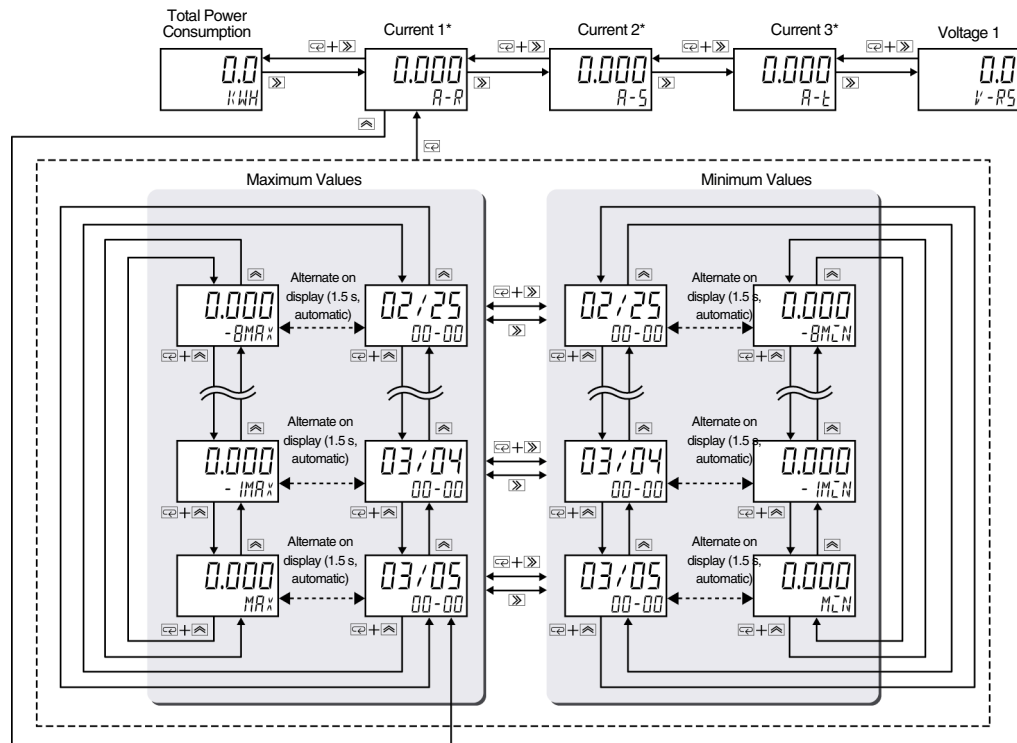 Total Power
Consumption
Current 1*
Current 2*
Current 3*
Voltage 1
0.0
KWH
+
0.000
A-R
+
0.000
A-S
+
0.000
A-t
+
0.0
V-RS
Maximum Values
Minimum Values
0.000
-8MAX
Alternate on
display (1.5 s,
automatic)
02/25
00-00
+
02/25
00-00
Alternate on
display (1.5 s,
automatic)
0.000
-8MIN
+
+
+
+
0.000
-1MAX
Alternate on
display (1.5 s,
automatic)
03/04
00-00
+
03/04
00-00
Alternate on
display (1.5 s,
automatic)
0.000
-1MIN
+
+
+
+
0.000
MAX
Alternate on
display (1.5 s,
automatic)
03/05
00-00
+
03/05
00-00
Alternate on
display (1.5 s,
automatic)
0.000
MIN
+
+
+
+